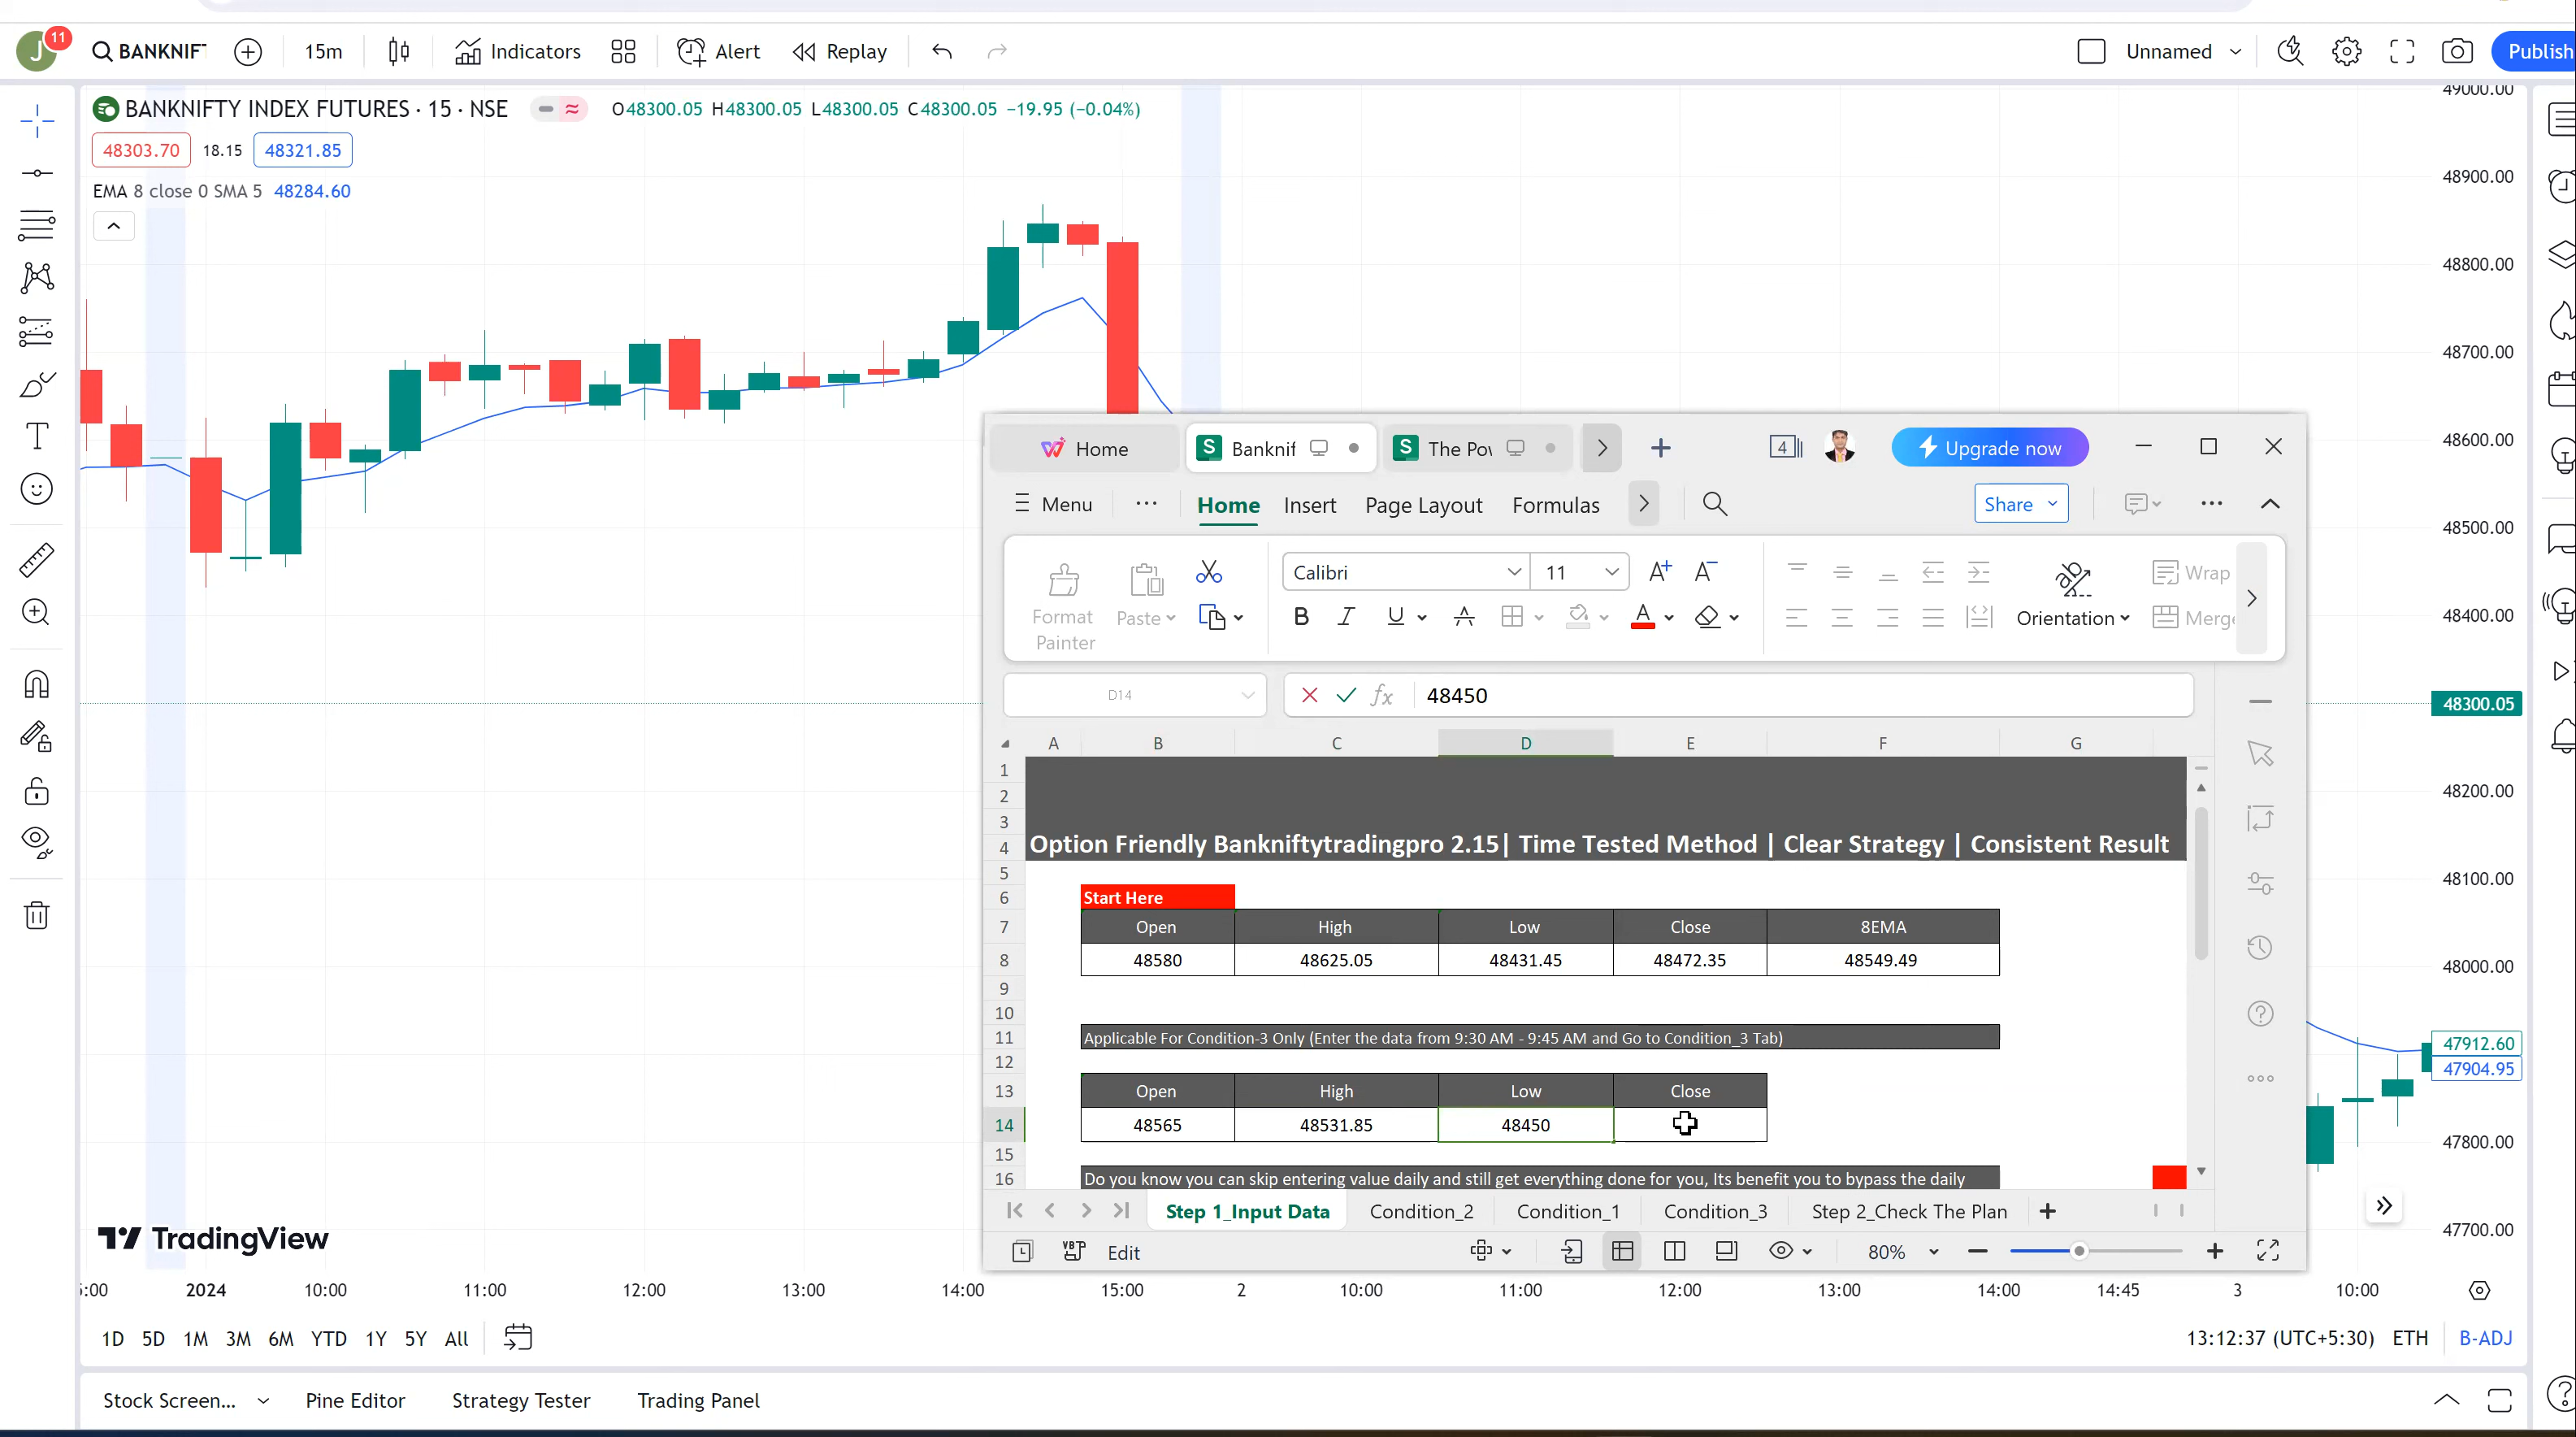 J 11 BANKNIF 15m Indicators Alert Replay Unnamed Publish
BANKNIFTY INDEX FUTURES · 15 · NSE O48300.05 H48300.05 L48300.05 C48300.05 −19.95 (−0.04%)
48303.70 18.15 48321.85
EMA 8 close 0 SMA 5 48284.60
49000.00
48900.00
48800.00
48700.00
48600.00
48500.00
48400.00
48300.05
48200.00
48100.00
48000.00
47912.60
47904.95
47800.00
47700.00
Home Banknif The Pow 4 Upgrade now
Menu ··· Home Insert Page Layout Formulas Share ···
Format Painter Paste Calibri 11 A+ A− Wrap
B I U A A Orientation Merge
D14 fx 48450
A B C D E F G
1
2
3
4 Option Friendly Bankniftytradingpro 2.15| Time Tested Method | Clear Strategy | Consistent Result
5
6 Start Here
7 Open High Low Close 8EMA
8 48580 48625.05 48431.45 48472.35 48549.49
9
10
11 Applicable For Condition-3 Only (Enter the data from 9:30 AM - 9:45 AM and Go to Condition_3 Tab)
12
13 Open High Low Close
14 48565 48531.85 48450
15
16 Do you know you can skip entering value daily and still get everything done for you, Its benefit you to bypass the daily
Step 1_Input Data Condition_2 Condition_1 Condition_3 Step 2_Check The Plan +
Edit 80% − +
TradingView
:00 2024 10:00 11:00 12:00 13:00 14:00 15:00 2 10:00 11:00 12:00 13:00 14:00 14:45 3 10:00
1D 5D 1M 3M 6M YTD 1Y 5Y All 13:12:37 (UTC+5:30) ETH B-ADJ
Stock Screen... Pine Editor Strategy Tester Trading Panel